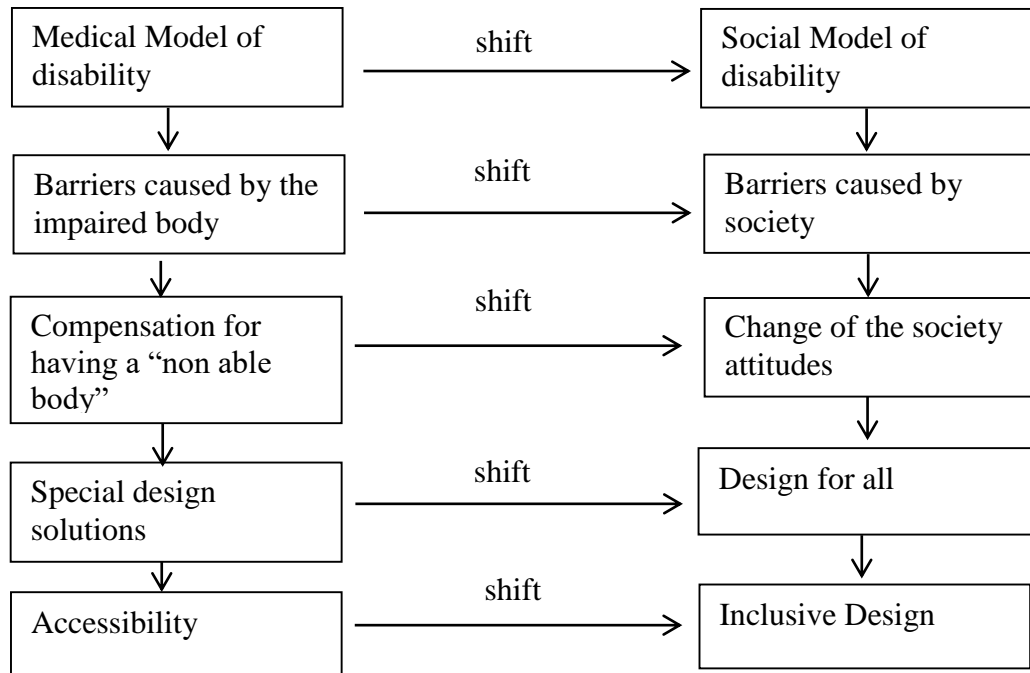 Medical Model of
disability
shift
Social Model of
disability
Barriers caused by the
impaired body
shift
Barriers caused by
society
Compensation for
having a “non able
body”
shift
Change of the society
attitudes
Special design
solutions
shift
Design for all
Accessibility
shift
Inclusive Design